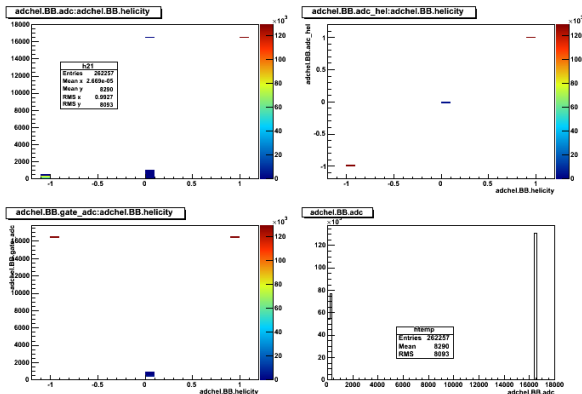 adchel.BB.adc:adchel.BB.helicity
×10³
18000
16000
14000
12000
10000
8000
6000
4000
2000
0
h21
Entries 262257
Mean x 2.669e-05
Mean y 8290
RMS x 0.9927
RMS y 8093
120
100
80
60
40
20
0
-1 -0.5 0 0.5 1
adchel.BB.helicity
adchel.BB.adc_hel:adchel.BB.helicity
×10³
adchel.BB.adc_hel
1
0.5
0
-0.5
-1
120
100
80
60
40
20
0
-1 -0.5 0 0.5 1
adchel.BB.helicity
adchel.BB.gate_adc:adchel.BB.helicity
×10³
adchel.BB.gate_adc
16000
14000
12000
10000
8000
6000
4000
2000
0
120
100
80
60
40
20
0
-1 -0.5 0 0.5 1
adchel.BB.helicity
adchel.BB.adc
120
100
80
60
40
20
0
htemp
Entries 262257
Mean 8290
RMS 8093
0 2000 4000 6000 8000 10000 12000 14000 16000 18000
adchel.BB.adc